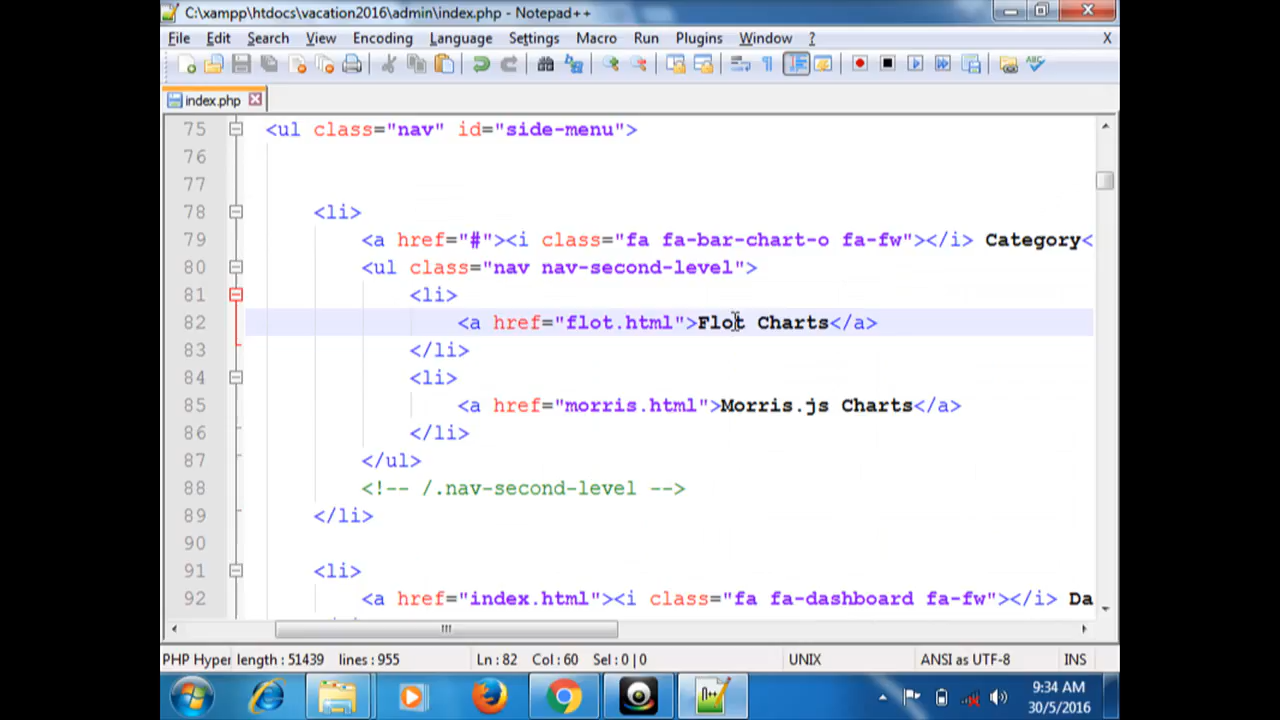 C:\xampp\htdocs\vacation2016\admin\index.php - Notepad++
File Edit Search View Encoding Language Settings Macro Run Plugins Window ? X
index.php
75 <ul class="nav" id="side-menu">
76
77
78 <li>
79 <a href="#"><i class="fa fa-bar-chart-o fa-fw"></i> Category<
80 <ul class="nav nav-second-level">
81 <li>
82 <a href="flot.html">Flot Charts</a>
83 </li>
84 <li>
85 <a href="morris.html">Morris.js Charts</a>
86 </li>
87 </ul>
88 <!-- /.nav-second-level -->
89 </li>
90
91 <li>
92 <a href="index.html"><i class="fa fa-dashboard fa-fw"></i> Da
PHP Hyper length : 51439 lines : 955 Ln : 82 Col : 60 Sel : 0 | 0 UNIX ANSI as UTF-8 INS
9:34 AM
30/5/2016